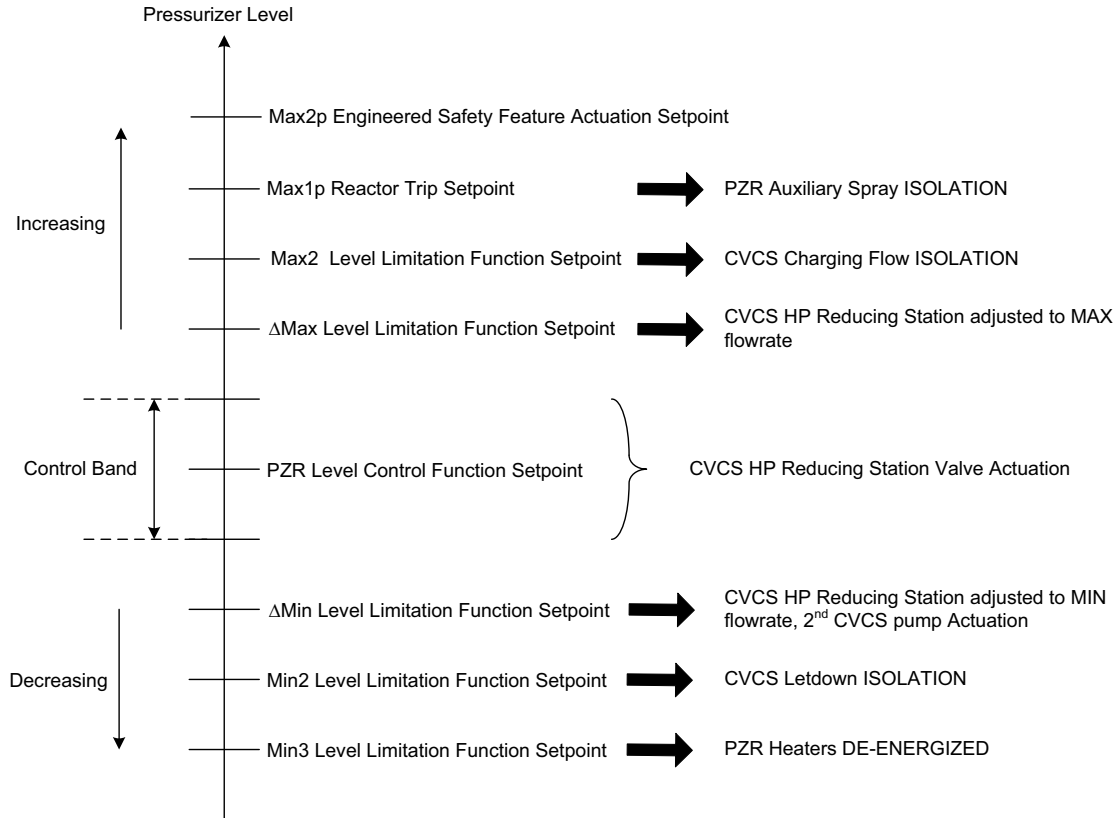 Pressurizer Level
Max2p Engineered Safety Feature Actuation Setpoint
Max1p Reactor Trip Setpoint
PZR Auxiliary Spray ISOLATION
Increasing
Max2 Level Limitation Function Setpoint
CVCS Charging Flow ISOLATION
ΔMax Level Limitation Function Setpoint
CVCS HP Reducing Station adjusted to MAX
flowrate
Control Band
PZR Level Control Function Setpoint
CVCS HP Reducing Station Valve Actuation
ΔMin Level Limitation Function Setpoint
CVCS HP Reducing Station adjusted to MIN
flowrate, 2nd CVCS pump Actuation
Decreasing
Min2 Level Limitation Function Setpoint
CVCS Letdown ISOLATION
Min3 Level Limitation Function Setpoint
PZR Heaters DE-ENERGIZED